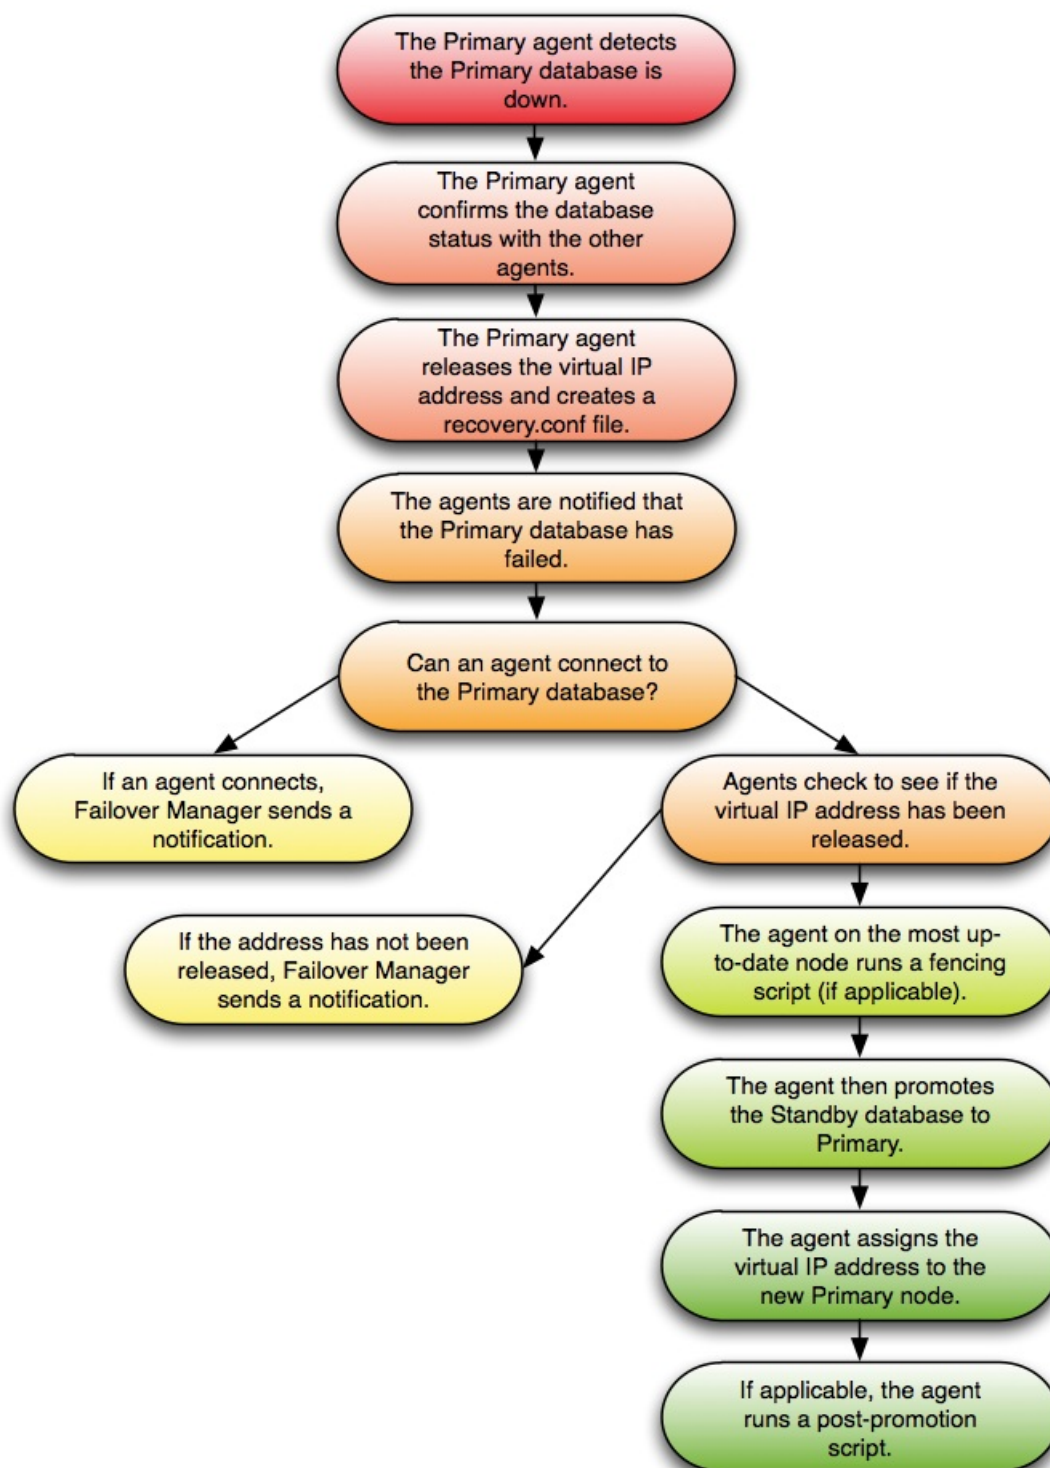 The Primary agent detects
the Primary database is
down.
The Primary agent
confirms the database
status with the other
agents.
The Primary agent
releases the virtual IP
address and creates a
recovery.conf file.
The agents are notified that
the Primary database has
failed.
Can an agent connect to
the Primary database?
If an agent connects,
Failover Manager sends a
notification.
Agents check to see if the
virtual IP address has been
released.
If the address has not been
released, Failover Manager
sends a notification.
The agent on the most up-
to-date node runs a fencing
script (if applicable).
The agent then promotes
the Standby database to
Primary.
The agent assigns the
virtual IP address to the
new Primary node.
If applicable, the agent
runs a post-promotion
script.